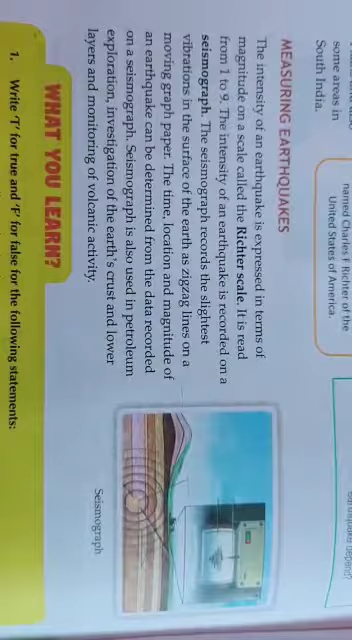 some areas in
South India.
named Charles F Richter of the
United States of America.
MEASURING EARTHQUAKES
The intensity of an earthquake is expressed in terms of
magnitude on a scale called the Richter scale. It is read
from 1 to 9. The intensity of an earthquake is recorded on a
seismograph. The seismograph records the slightest
vibrations in the surface of the earth as zigzag lines on a
moving graph paper. The time, location and magnitude of
an earthquake can be determined from the data recorded
on a seismograph. Seismograph is also used in petroleum
exploration, investigation of the earth's crust and lower
layers and monitoring of volcanic activity.
Seismograph
WHAT YOU LEARN?
1. Write 'T' for true and 'F' for false for the following statements: